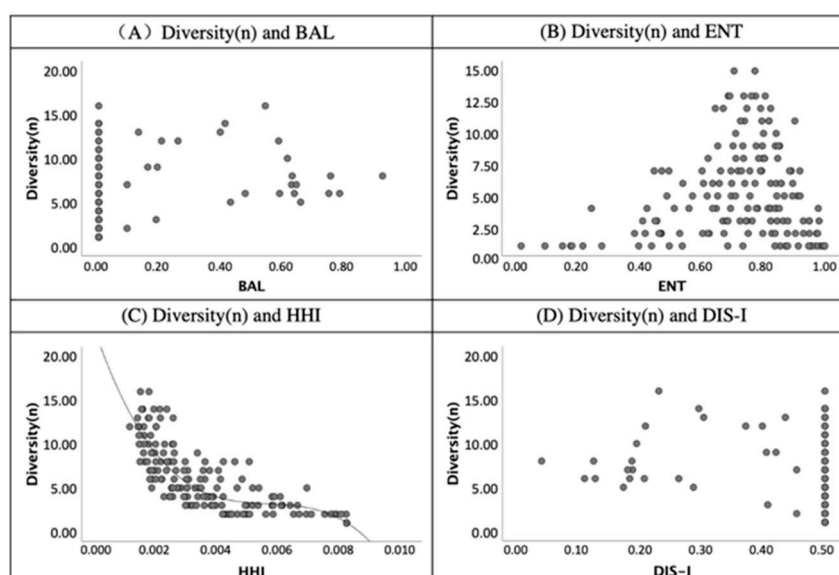 (A) Diversity(n) and BAL
(B) Diversity(n) and ENT
20.00
15.00
10.00
5.00
0.00
Diversity(n)
0.00 0.20 0.40 0.60 0.80 1.00
BAL
15.00
12.50
10.00
7.50
5.00
2.50
.00
Diversity(n)
0.00 0.20 0.40 0.60 0.80 1.00
ENT
(C) Diversity(n) and HHI
(D) Diversity(n) and DIS-I
20.00
15.00
10.00
5.00
0.00
Diversity(n)
0.000 0.002 0.004 0.006 0.008 0.010
HHI
20.00
15.00
10.00
5.00
0.00
Diversity(n)
0.00 0.10 0.20 0.30 0.40 0.50
DIS-I